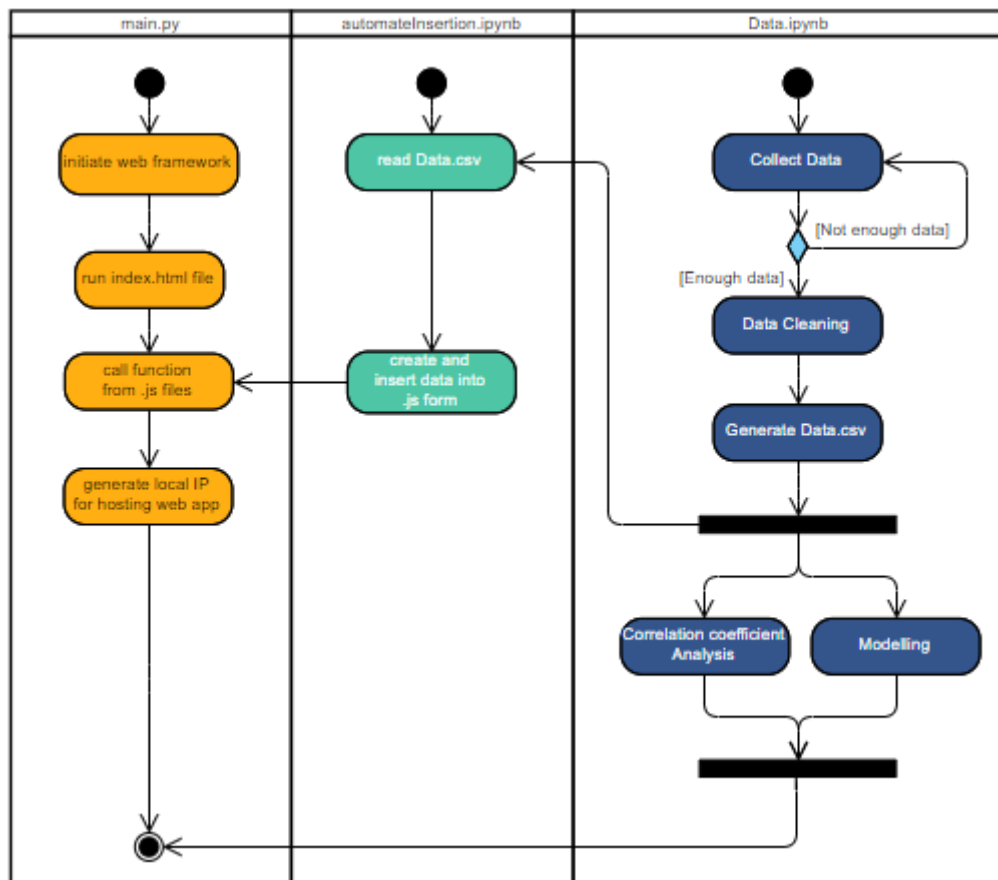 main.py
automateInsertion.ipynb
Data.ipynb
initiate web framework
run index.html file
call function
from .js files
generate local IP
for hosting web app
read Data.csv
create and
insert data into
.js form
Collect Data
[Not enough data]
[Enough data]
Data Cleaning
Generate Data.csv
Correlation coefficient
Analysis
Modelling